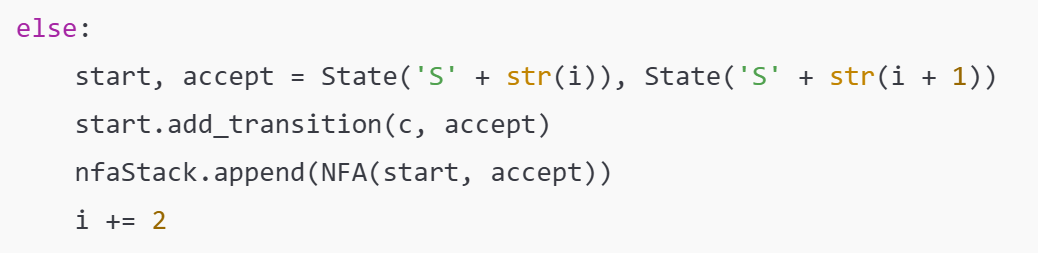 else:
    start, accept = State('S' + str(i)), State('S' + str(i + 1))
    start.add_transition(c, accept)
    nfaStack.append(NFA(start, accept))
    i += 2